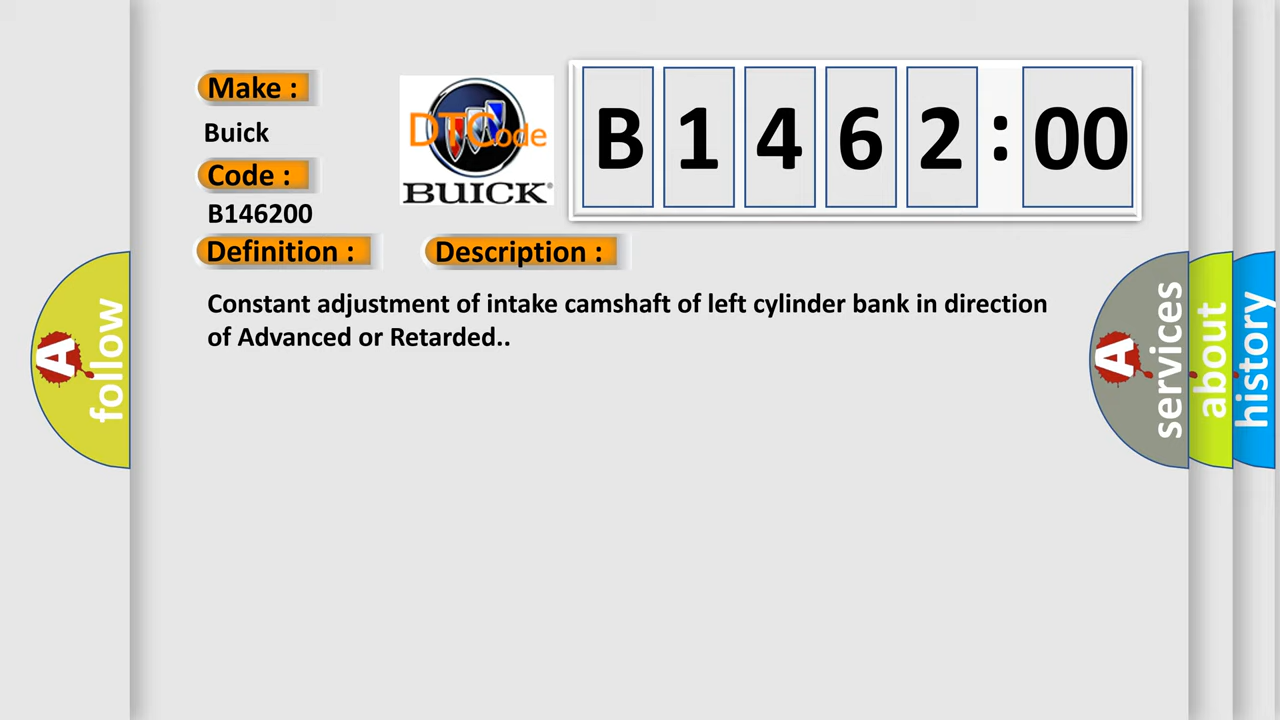 Make :
Buick
Code :
B146200
DTCode
BUICK®
B 1 4 6 2 : 00
Definition :
Description :
Constant adjustment of intake camshaft of left cylinder bank in direction
of Advanced or Retarded..
A follow
A services
about
history